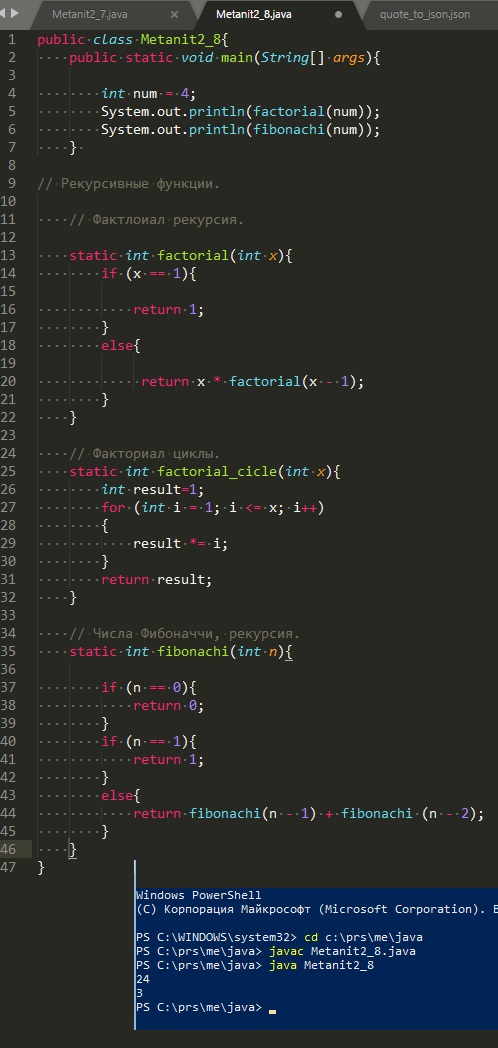 Metanit2_7.java × Metanit2_8.java quote_to_json.json
1 public class Metanit2_8{
2 public static void main(String[] args){
3
4 int num = 4;
5 System.out.println(factorial(num));
6 System.out.println(fibonachi(num));
7 }
8
9 // Рекурсивные функции.
10
11 // Фактлоиал рекурсия.
12
13 static int factorial(int x){
14 if (x == 1){
15
16 return 1;
17 }
18 else{
19
20 return x * factorial(x - 1);
21 }
22 }
23
24 // Факториал циклы.
25 static int factorial_cicle(int x){
26 int result=1;
27 for (int i = 1; i <= x; i++)
28 {
29 result *= i;
30 }
31 return result;
32 }
33
34 // Числа Фибоначчи, рекурсия.
35 static int fibonachi(int n){
36
37 if (n == 0){
38 return 0;
39 }
40 if (n == 1){
41 return 1;
42 }
43 else{
44 return fibonachi(n - 1) + fibonachi (n - 2);
45 }
46 }
47 }
Windows PowerShell
(C) Корпорация Майкрософт (Microsoft Corporation). В
PS C:\WINDOWS\system32> cd c:\prs\me\java
PS C:\prs\me\java> javac Metanit2_8.java
PS C:\prs\me\java> java Metanit2_8
24
3
PS C:\prs\me\java>